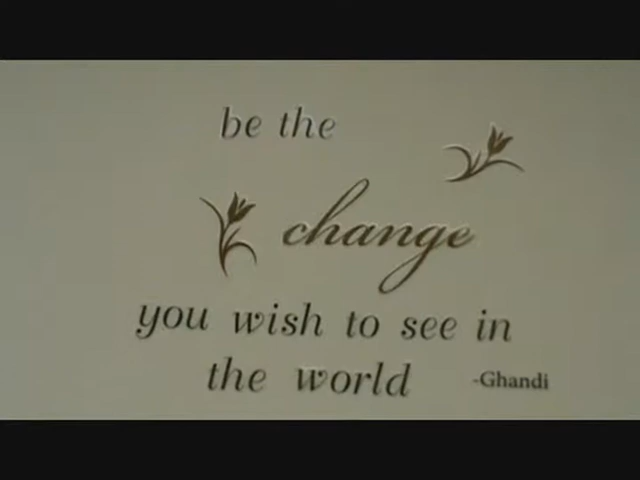 be the
change
you wish to see in
the world -Ghandi